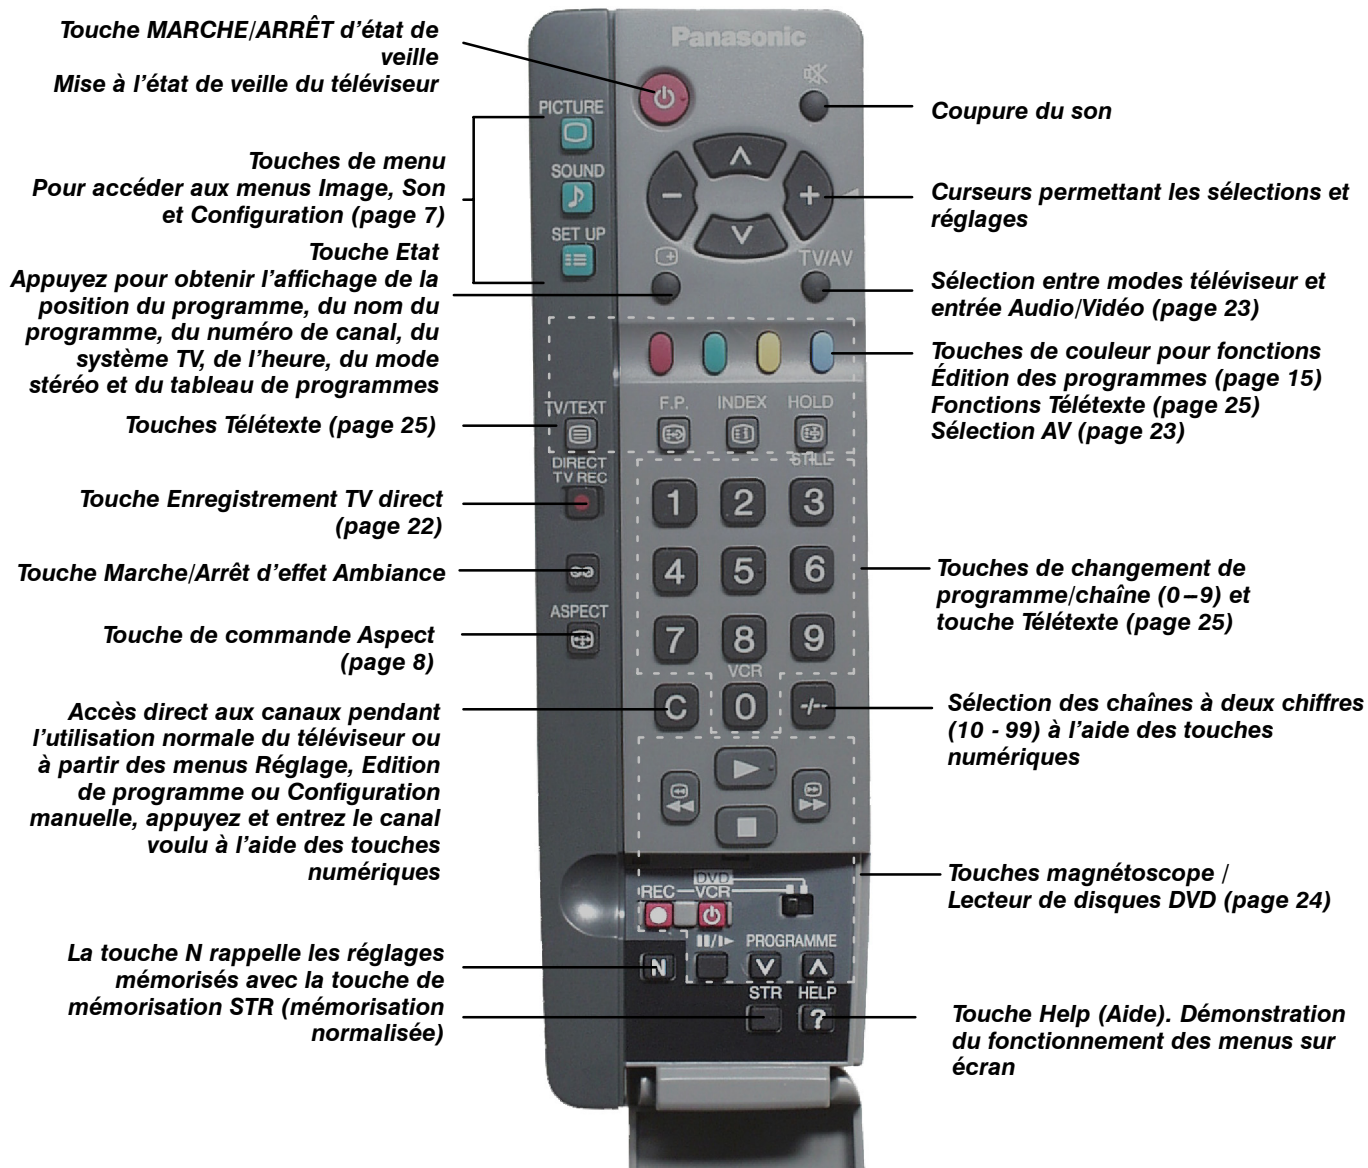 Touche MARCHE/ARRÊT d'état de
veille
Mise à l'état de veille du téléviseur
Touches de menu
Pour accéder aux menus Image, Son
et Configuration (page 7)
Touche Etat
Appuyez pour obtenir l'affichage de la
position du programme, du nom du
programme, du numéro de canal, du
système TV, de l'heure, du mode
stéréo et du tableau de programmes
Touches Télétexte (page 25)
Touche Enregistrement TV direct
(page 22)
Touche Marche/Arrêt d'effet Ambiance
Touche de commande Aspect
(page 8)
Accès direct aux canaux pendant
l'utilisation normale du téléviseur ou
à partir des menus Réglage, Edition
de programme ou Configuration
manuelle, appuyez et entrez le canal
voulu à l'aide des touches
numériques
La touche N rappelle les réglages
mémorisés avec la touche de
mémorisation STR (mémorisation
normalisée)
Panasonic
PICTURE
SOUND
SET UP
TV/AV
TV/TEXT
F.P. INDEX HOLD
STILL
DIRECT
TV REC
1 2 3
4 5 6
ASPECT
7 8 9
VCR
C 0 -/--
DVD
REC VCR
PROGRAMME
N
STR HELP
?
Coupure du son
Curseurs permettant les sélections et
réglages
Sélection entre modes téléviseur et
entrée Audio/Vidéo (page 23)
Touches de couleur pour fonctions
Édition des programmes (page 15)
Fonctions Télétexte (page 25)
Sélection AV (page 23)
Touches de changement de
programme/chaîne (0–9) et
touche Télétexte (page 25)
Sélection des chaînes à deux chiffres
(10 - 99) à l'aide des touches
numériques
Touches magnétoscope /
Lecteur de disques DVD (page 24)
Touche Help (Aide). Démonstration
du fonctionnement des menus sur
écran